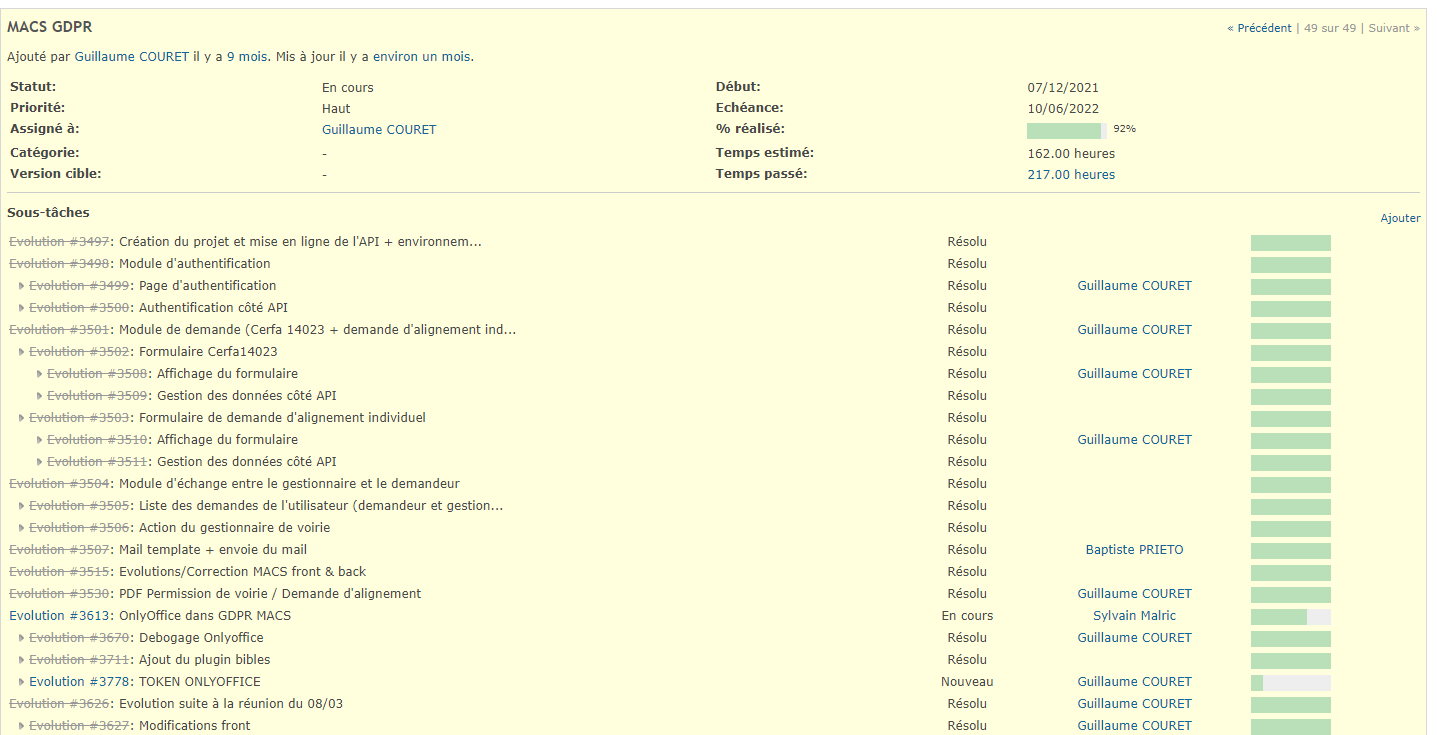 MACS GDPR
« Précédent | 49 sur 49 | Suivant »
Ajouté par Guillaume COURET il y a 9 mois. Mis à jour il y a environ un mois.
Statut: En cours Début: 07/12/2021
Priorité: Haut Echéance: 10/06/2022
Assigné à: Guillaume COURET % réalisé: 92%
Catégorie: - Temps estimé: 162.00 heures
Version cible: - Temps passé: 217.00 heures
Sous-tâches
Ajouter
Evolution #3497: Création du projet et mise en ligne de l'API + environnem... Résolu
Evolution #3498: Module d'authentification Résolu
Evolution #3499: Page d'authentification Résolu Guillaume COURET
Evolution #3500: Authentification côté API Résolu
Evolution #3501: Module de demande (Cerfa 14023 + demande d'alignement ind... Résolu Guillaume COURET
Evolution #3502: Formulaire Cerfa14023 Résolu
Evolution #3508: Affichage du formulaire Résolu Guillaume COURET
Evolution #3509: Gestion des données côté API Résolu
Evolution #3503: Formulaire de demande d'alignement individuel Résolu
Evolution #3510: Affichage du formulaire Résolu Guillaume COURET
Evolution #3511: Gestion des données côté API Résolu
Evolution #3504: Module d'échange entre le gestionnaire et le demandeur Résolu
Evolution #3505: Liste des demandes de l'utilisateur (demandeur et gestion... Résolu
Evolution #3506: Action du gestionnaire de voirie Résolu
Evolution #3507: Mail template + envoie du mail Résolu Baptiste PRIETO
Evolution #3515: Evolutions/Correction MACS front & back Résolu
Evolution #3530: PDF Permission de voirie / Demande d'alignement Résolu Guillaume COURET
Evolution #3613: OnlyOffice dans GDPR MACS En cours Sylvain Malric
Evolution #3670: Debogage Onlyoffice Résolu Guillaume COURET
Evolution #3711: Ajout du plugin bibles Résolu
Evolution #3778: TOKEN ONLYOFFICE Nouveau Guillaume COURET
Evolution #3626: Evolution suite à la réunion du 08/03 Résolu Guillaume COURET
Evolution #3627: Modifications front Résolu Guillaume COURET